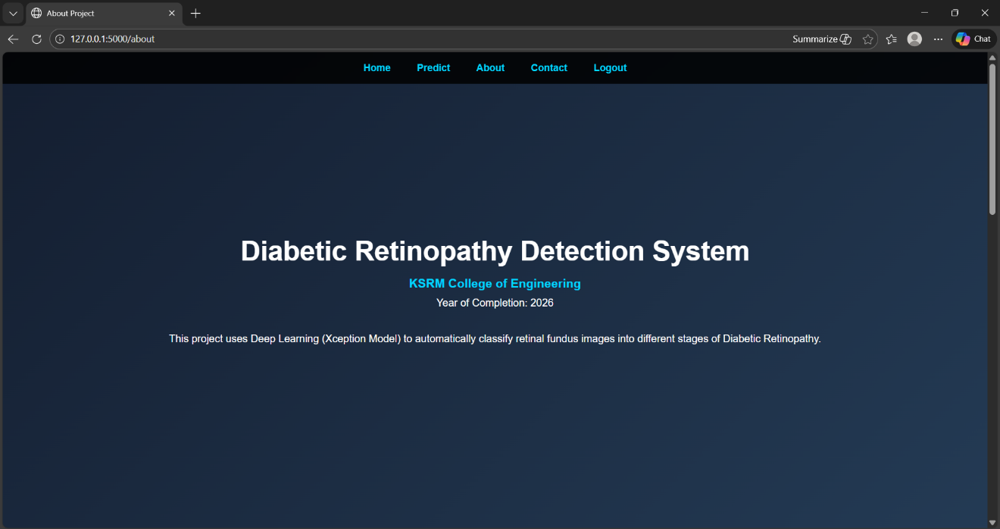 About Project
127.0.0.1:5000/about
Summarize
Chat
Home Predict About Contact Logout
Diabetic Retinopathy Detection System
KSRM College of Engineering
Year of Completion: 2026
This project uses Deep Learning (Xception Model) to automatically classify retinal fundus images into different stages of Diabetic Retinopathy.